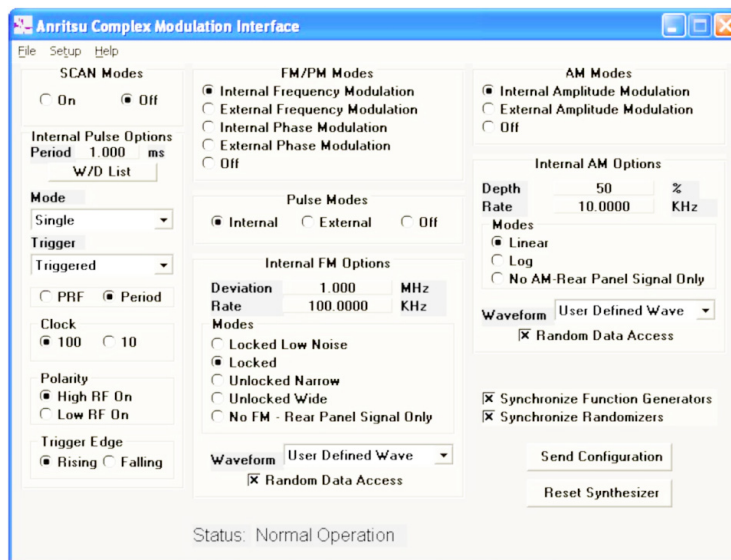 Anritsu Complex Modulation Interface
File Setup Help
SCAN Modes
On Off
Internal Pulse Options
Period 1.000 ms
W/D List
Mode
Single
Trigger
Triggered
PRF Period
Clock
100 10
Polarity
High RF On
Low RF On
Trigger Edge
Rising Falling
FM/PM Modes
Internal Frequency Modulation
External Frequency Modulation
Internal Phase Modulation
External Phase Modulation
Off
Pulse Modes
Internal External Off
Internal FM Options
Deviation 1.000 MHz
Rate 100.0000 KHz
Modes
Locked Low Noise
Locked
Unlocked Narrow
Unlocked Wide
No FM - Rear Panel Signal Only
Waveform User Defined Wave
Random Data Access
AM Modes
Internal Amplitude Modulation
External Amplitude Modulation
Off
Internal AM Options
Depth 50 %
Rate 10.0000 KHz
Modes
Linear
Log
No AM-Rear Panel Signal Only
Waveform User Defined Wave
Random Data Access
Synchronize Function Generators
Synchronize Randomizers
Send Configuration
Reset Synthesizer
Status: Normal Operation